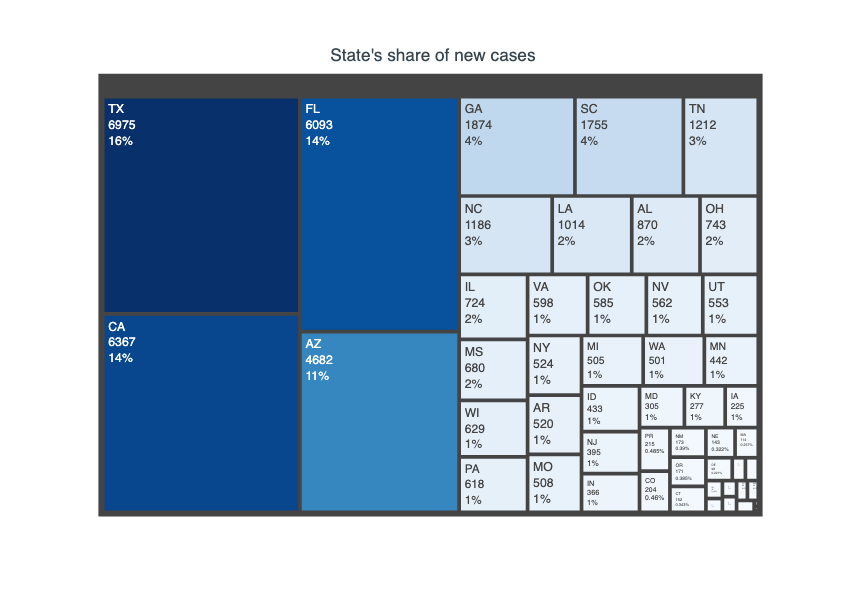 State's share of new cases
TX
6975
16%
CA
6367
14%
FL
6093
14%
AZ
4682
11%
GA
1874
4%
SC
1755
4%
TN
1212
3%
NC
1186
3%
LA
1014
2%
AL
870
2%
OH
743
2%
IL
724
2%
MS
680
2%
WI
629
1%
PA
618
1%
VA
598
1%
OK
585
1%
NV
562
1%
UT
553
1%
NY
524
1%
AR
520
1%
MO
508
1%
MI
505
1%
WA
501
1%
MN
442
1%
ID
433
1%
NJ
395
1%
IN
366
1%
MD
305
1%
KY
277
1%
IA
225
1%
PR
215
0.485%
CO
204
0.46%
NM
173
0.39%
OR
171
0.385%
CT
152
0.343%
NE
143
0.322%